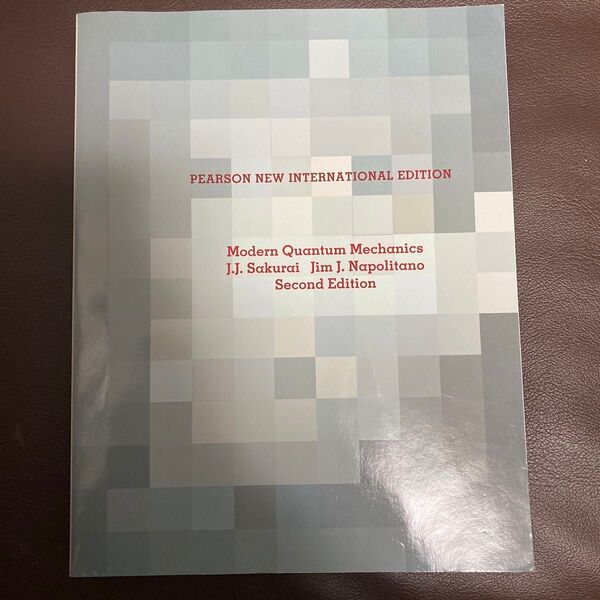 PEARSON NEW INTERNATIONAL EDITION
Modern Quantum Mechanics
J.J. Sakurai Jim J. Napolitano
Second Edition